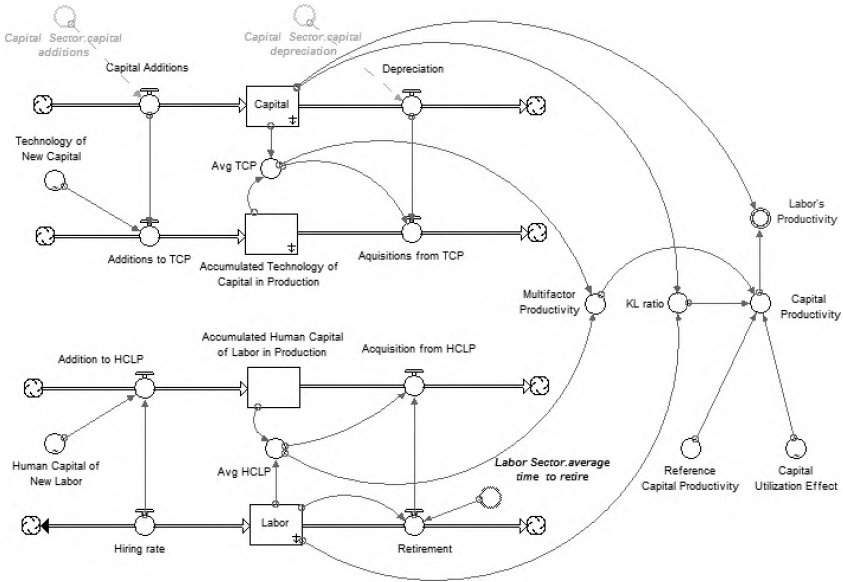 Capital Sector.capital
additions
Capital Sector.capital
depreciation
Capital Additions
Depreciation
Capital
Technology of
New Capital
Avg TCP
Labor's
Productivity
Additions to TCP
Accumulated Technology of
Capital in Production
Aquisitions from TCP
Multifactor
Productivity
KL ratio
Capital
Productivity
Accumulated Human Capital
of Labor in Production
Addition to HCLP
Acquisition from HCLP
Human Capital of
New Labor
Avg HCLP
Labor Sector.average
time to retire
Reference
Capital Productivity
Capital
Utilization Effect
Labor
Hiring rate
Retirement